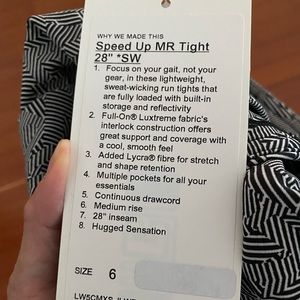 WHY WE MADE THIS
Speed Up MR Tight
28" *SW
1. Focus on your gait, not your
gear, in these lightweight,
sweat-wicking run tights that
are fully loaded with built-in
storage and reflectivity
2. Full-On® Luxtreme fabric's
interlock construction offers
great support and coverage with
a cool, smooth feel
3. Added Lycra® fibre for stretch
and shape retention
4. Multiple pockets for all your
essentials
5. Continuous drawcord
6. Medium rise
7. 28" inseam
8. Hugged Sensation
SIZE 6